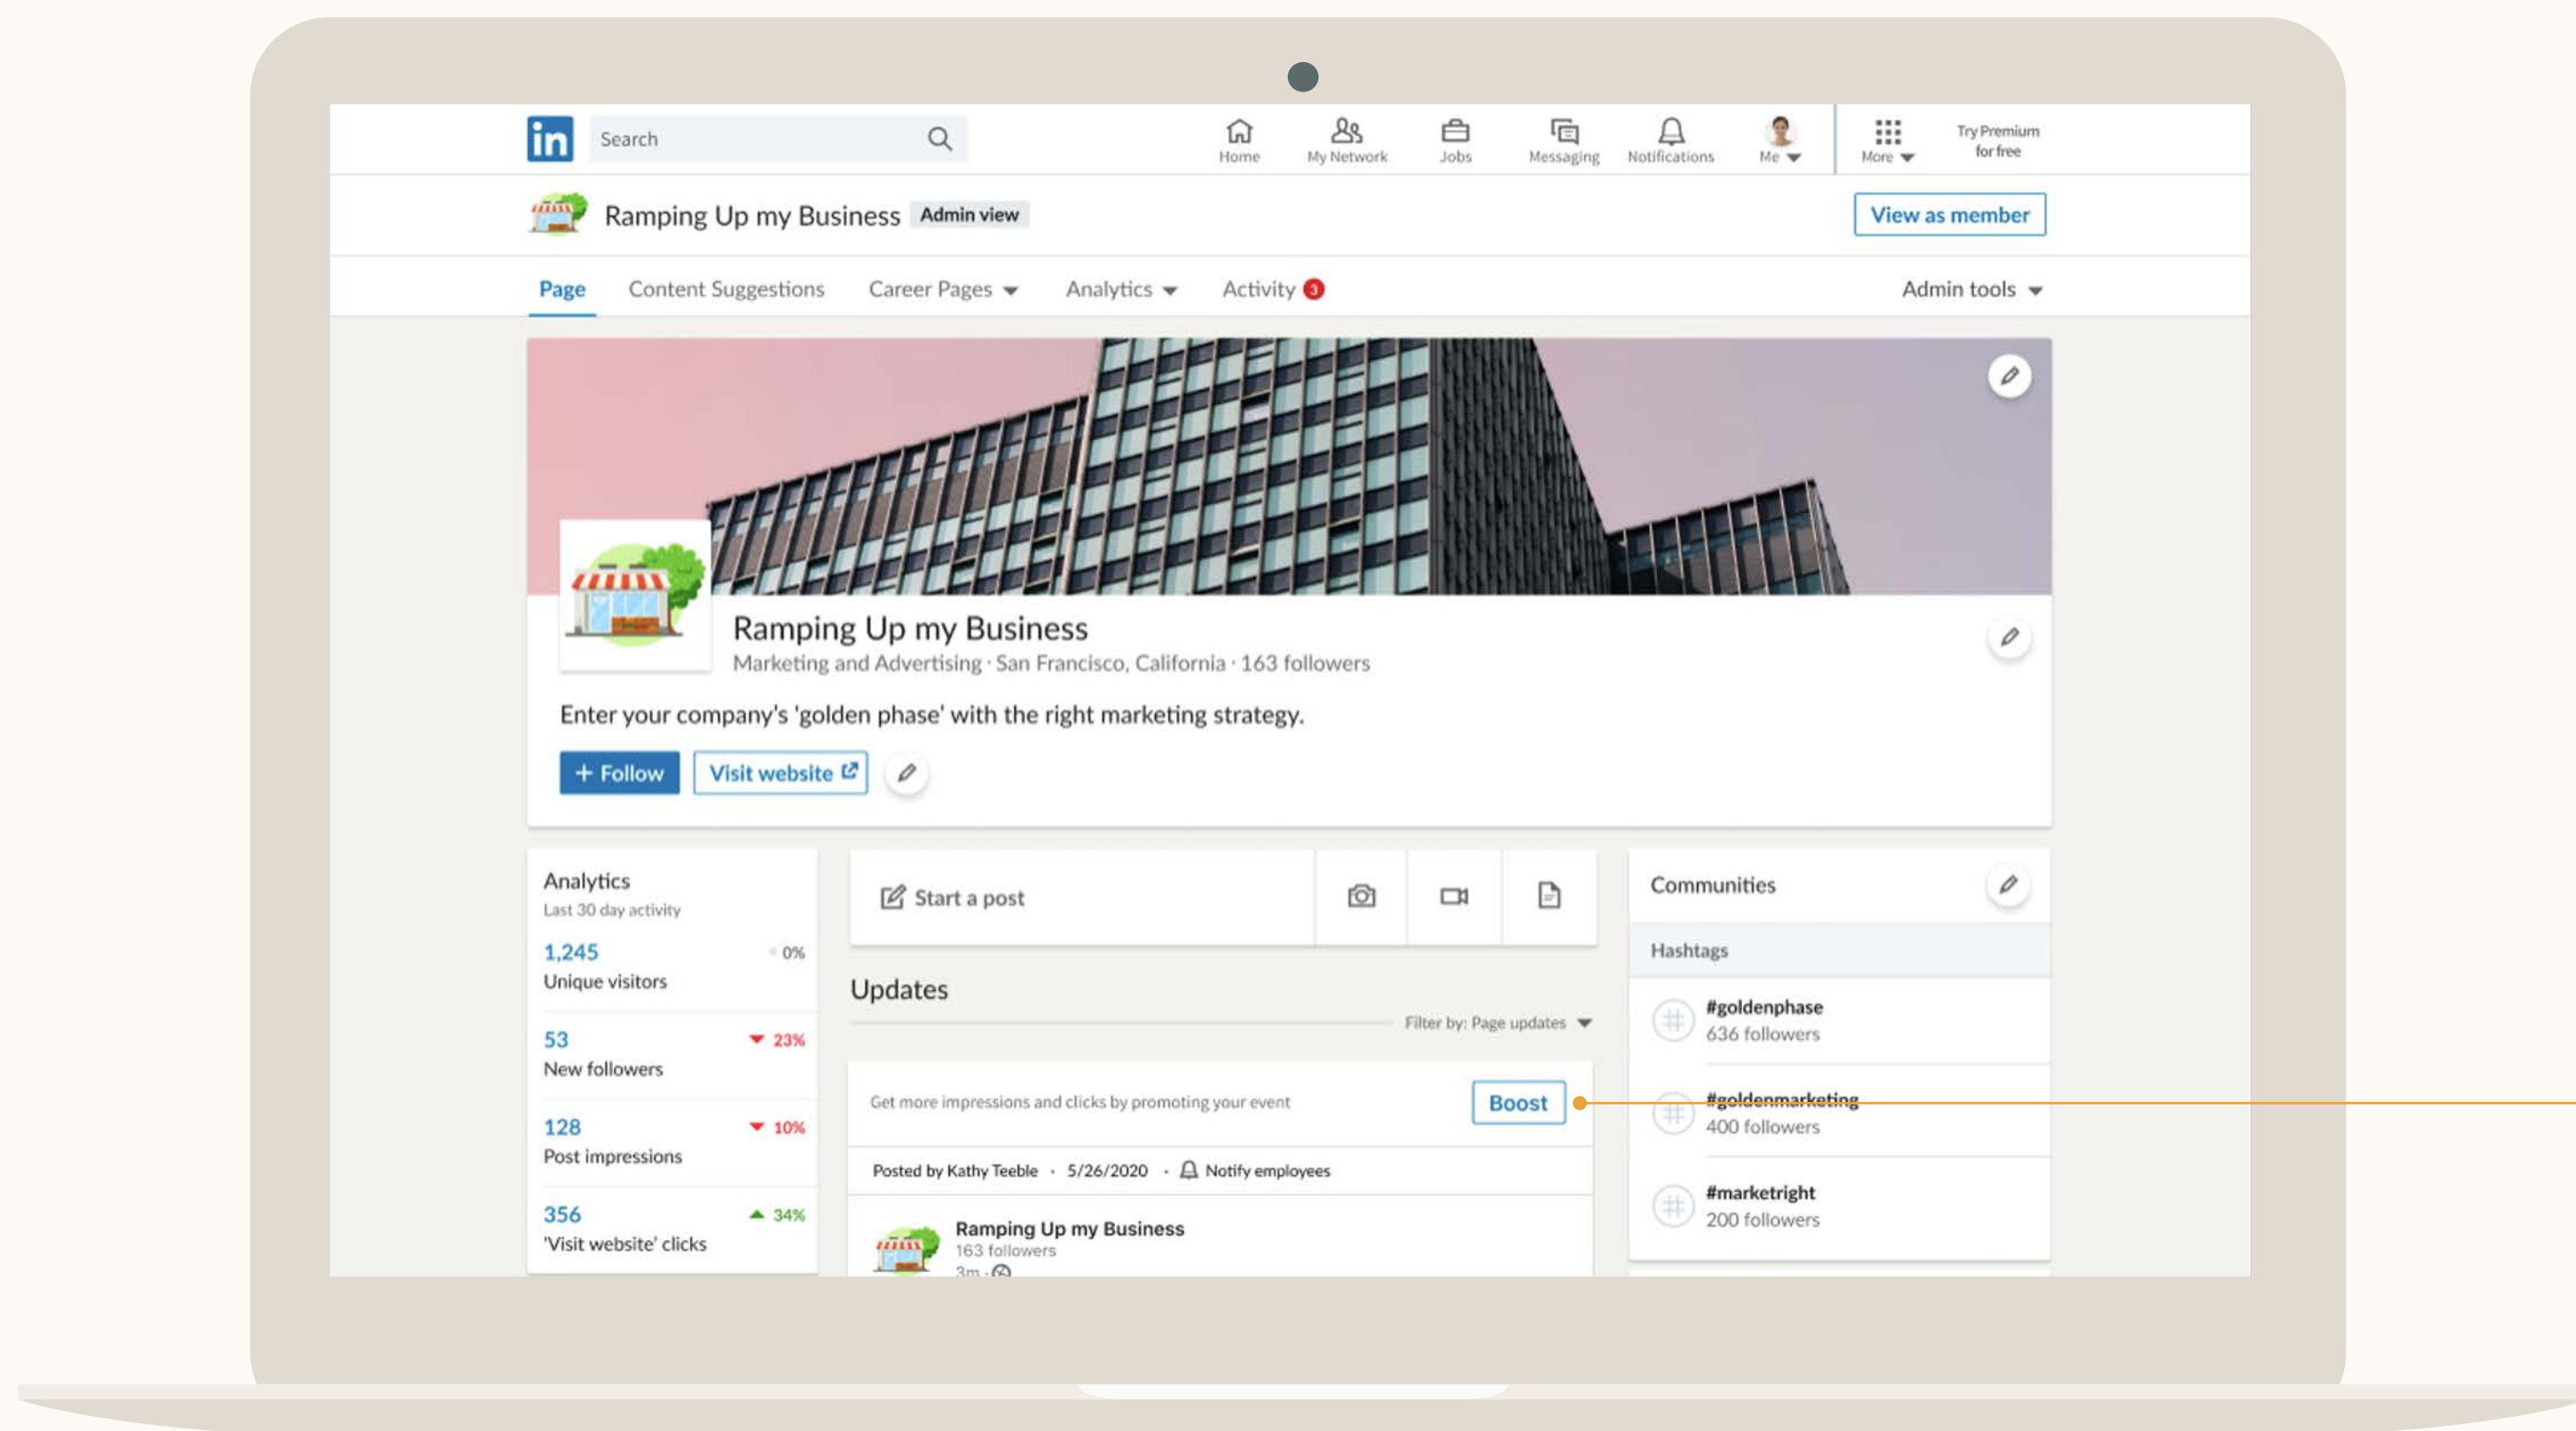 in
Search
Home
My Network
Jobs
Messaging
Notifications
Me
More
Try Premium
for free
Ramping Up my Business
Admin view
View as member
Page
Content Suggestions
Career Pages
Analytics
Activity
3
Admin tools
Ramping Up my Business
Marketing and Advertising · San Francisco, California · 163 followers
Enter your company's 'golden phase' with the right marketing strategy.
+ Follow
Visit website
Analytics
Last 30 day activity
1,245
0%
Unique visitors
53
23%
New followers
128
10%
Post impressions
356
34%
'Visit website' clicks
Start a post
Updates
Filter by: Page updates
Get more impressions and clicks by promoting your event
Boost
Posted by Kathy Teeble · 5/26/2020 · Notify employees
Ramping Up my Business
163 followers
3m ·
Communities
Hashtags
#goldenphase
636 followers
#goldenmarketing
400 followers
#marketright
200 followers